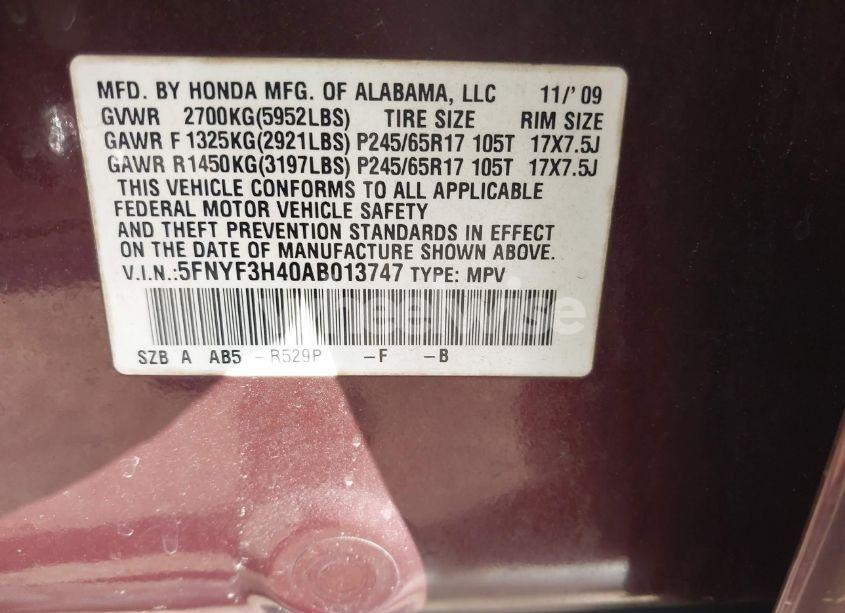 MFD. BY HONDA MFG. OF ALABAMA, LLC 11/'09
GVWR 2700KG(5952LBS) TIRE SIZE RIM SIZE
GAWR F 1325KG(2921LBS) P245/65R17 105T 17X7.5J
GAWR R1450KG(3197LBS) P245/65R17 105T 17X7.5J
THIS VEHICLE CONFORMS TO ALL APPLICABLE
FEDERAL MOTOR VEHICLE SAFETY
AND THEFT PREVENTION STANDARDS IN EFFECT
ON THE DATE OF MANUFACTURE SHOWN ABOVE.
V.I.N.:5FNYF3H40AB013747 TYPE: MPV
SZB A AB5 -R529P -F -B